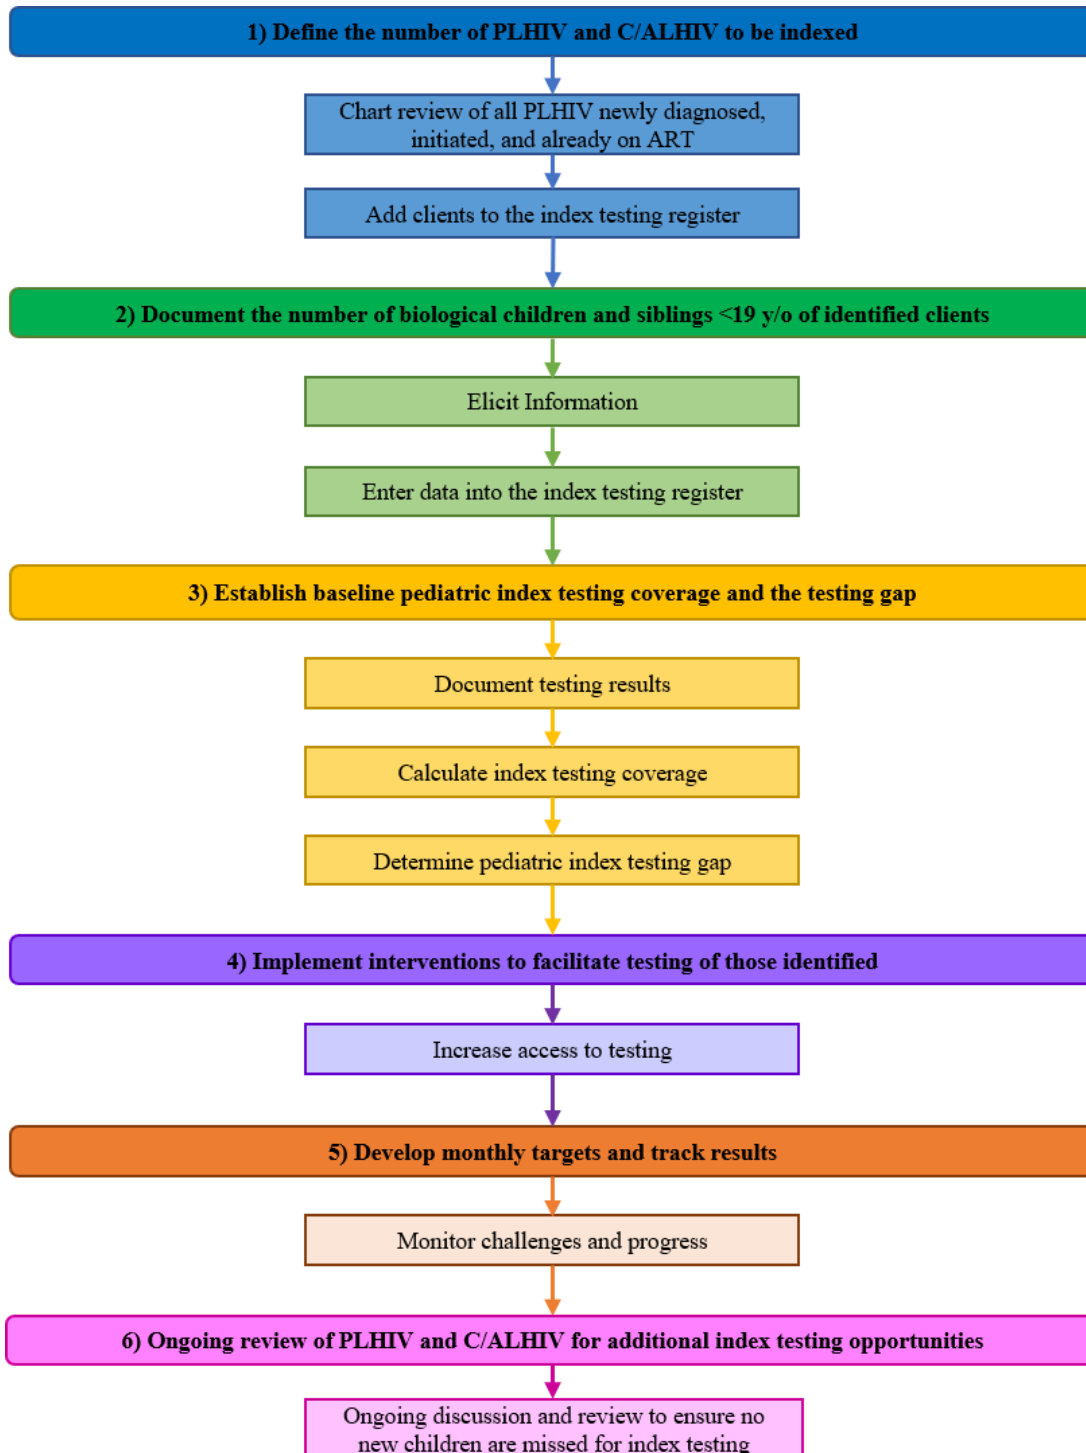 1) Define the number of PLHIV and C/ALHIV to be indexed
Chart review of all PLHIV newly diagnosed,
initiated, and already on ART
Add clients to the index testing register
2) Document the number of biological children and siblings <19 y/o of identified clients
Elicit Information
Enter data into the index testing register
3) Establish baseline pediatric index testing coverage and the testing gap
Document testing results
Calculate index testing coverage
Determine pediatric index testing gap
4) Implement interventions to facilitate testing of those identified
Increase access to testing
5) Develop monthly targets and track results
Monitor challenges and progress
6) Ongoing review of PLHIV and C/ALHIV for additional index testing opportunities
Ongoing discussion and review to ensure no
new children are missed for index testing